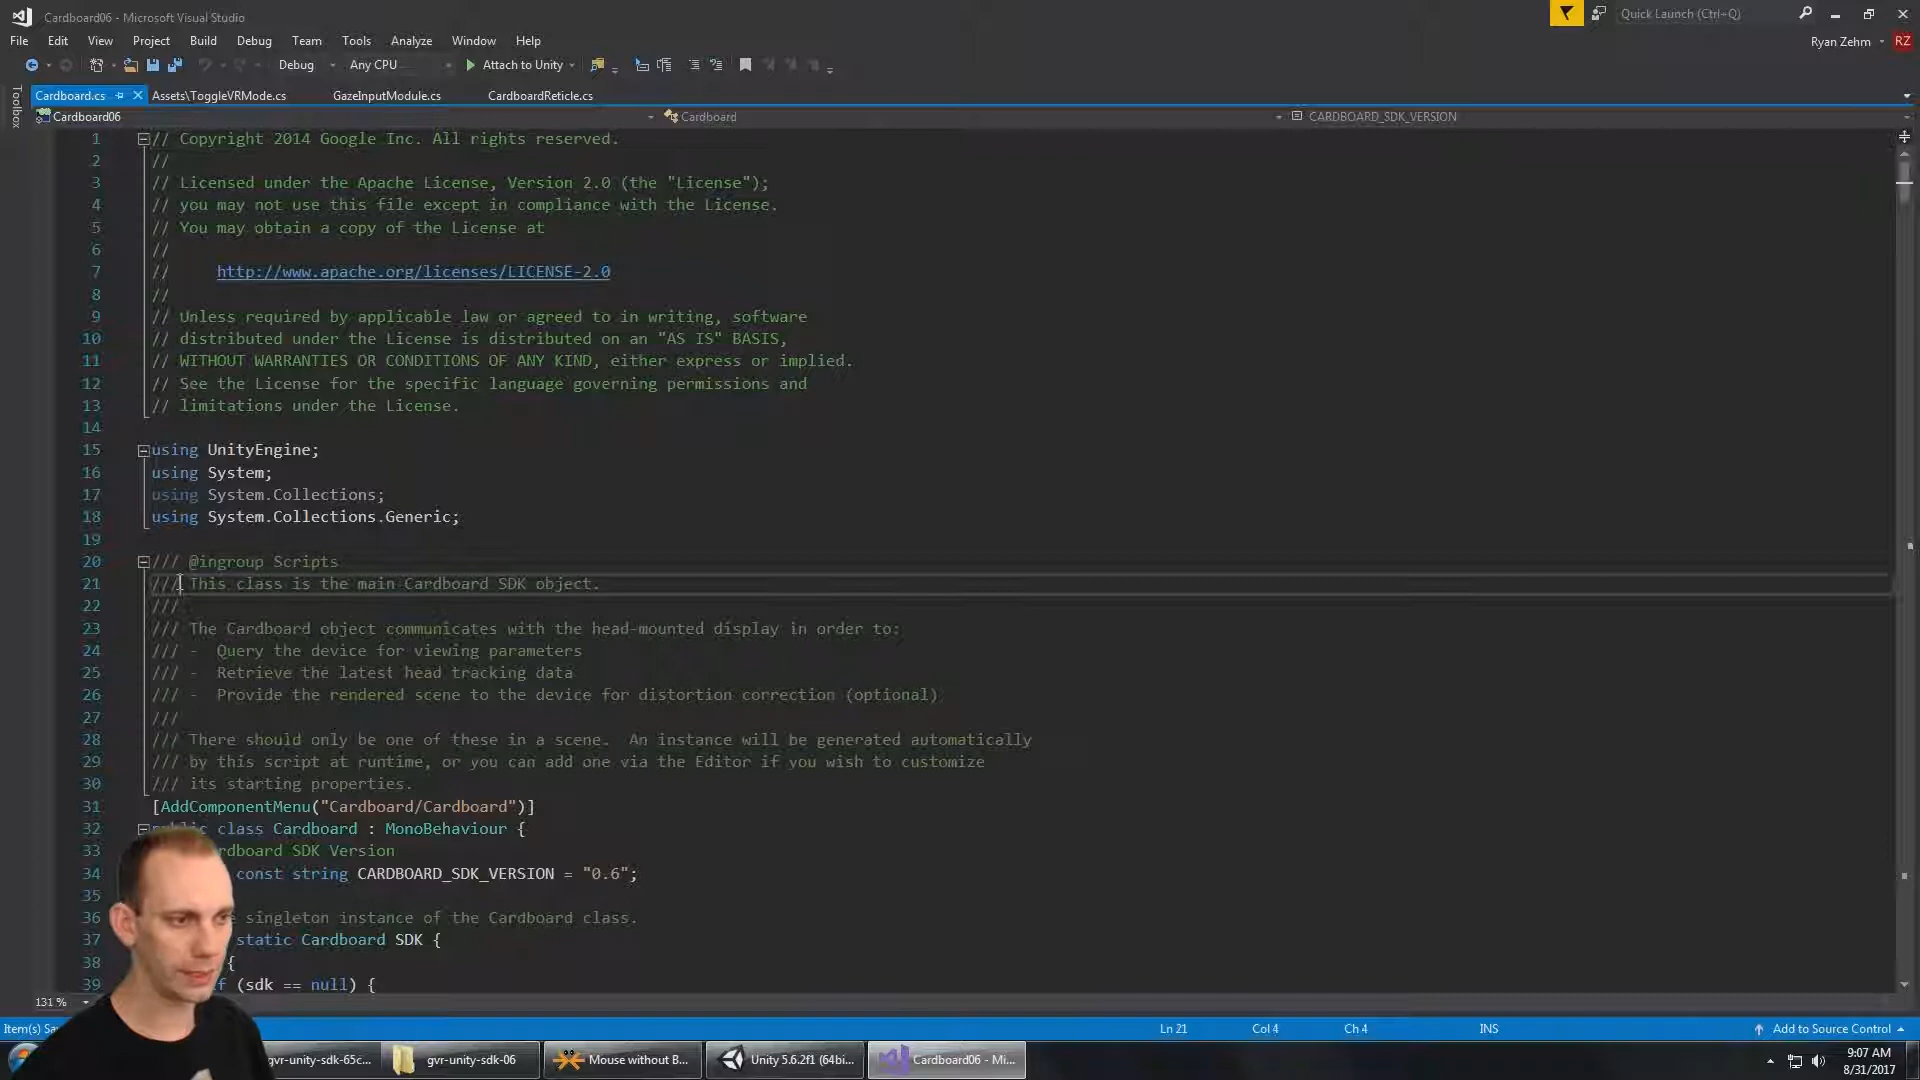 Cardboard06 - Microsoft Visual Studio
Quick Launch (Ctrl+Q)
File Edit View Project Build Debug Team Tools Analyze Window Help
Ryan Zehm RZ
Debug Any CPU Attach to Unity
Toolbox
Cardboard.cs Assets\ToggleVRMode.cs GazeInputModule.cs CardboardReticle.cs
Cardboard06 Cardboard CARDBOARD_SDK_VERSION
1 // Copyright 2014 Google Inc. All rights reserved.
2 //
3 // Licensed under the Apache License, Version 2.0 (the "License");
4 // you may not use this file except in compliance with the License.
5 // You may obtain a copy of the License at
6 //
7 // http://www.apache.org/licenses/LICENSE-2.0
8 //
9 // Unless required by applicable law or agreed to in writing, software
10 // distributed under the License is distributed on an "AS IS" BASIS,
11 // WITHOUT WARRANTIES OR CONDITIONS OF ANY KIND, either express or implied.
12 // See the License for the specific language governing permissions and
13 // limitations under the License.
14
15 using UnityEngine;
16 using System;
17 using System.Collections;
18 using System.Collections.Generic;
19
20 /// @ingroup Scripts
21 /// This class is the main Cardboard SDK object.
22 ///
23 /// The Cardboard object communicates with the head-mounted display in order to:
24 /// - Query the device for viewing parameters
25 /// - Retrieve the latest head tracking data
26 /// - Provide the rendered scene to the device for distortion correction (optional)
27 ///
28 /// There should only be one of these in a scene. An instance will be generated automatically
29 /// by this script at runtime, or you can add one via the Editor if you wish to customize
30 /// its starting properties.
31 [AddComponentMenu("Cardboard/Cardboard")]
32 public class Cardboard : MonoBehaviour {
33 rdboard SDK Version
34 const string CARDBOARD_SDK_VERSION = "0.6";
35
36 singleton instance of the Cardboard class.
37 static Cardboard SDK {
38 {
39 f (sdk == null) {
131 %
Item(s) Sa Ln 21 Col 4 Ch 4 INS Add to Source Control
gvr-unity-sdk-65c... gvr-unity-sdk-06 Mouse without B... Unity 5.6.2f1 (64bi... Cardboard06 - Mi...
9:07 AM
8/31/2017